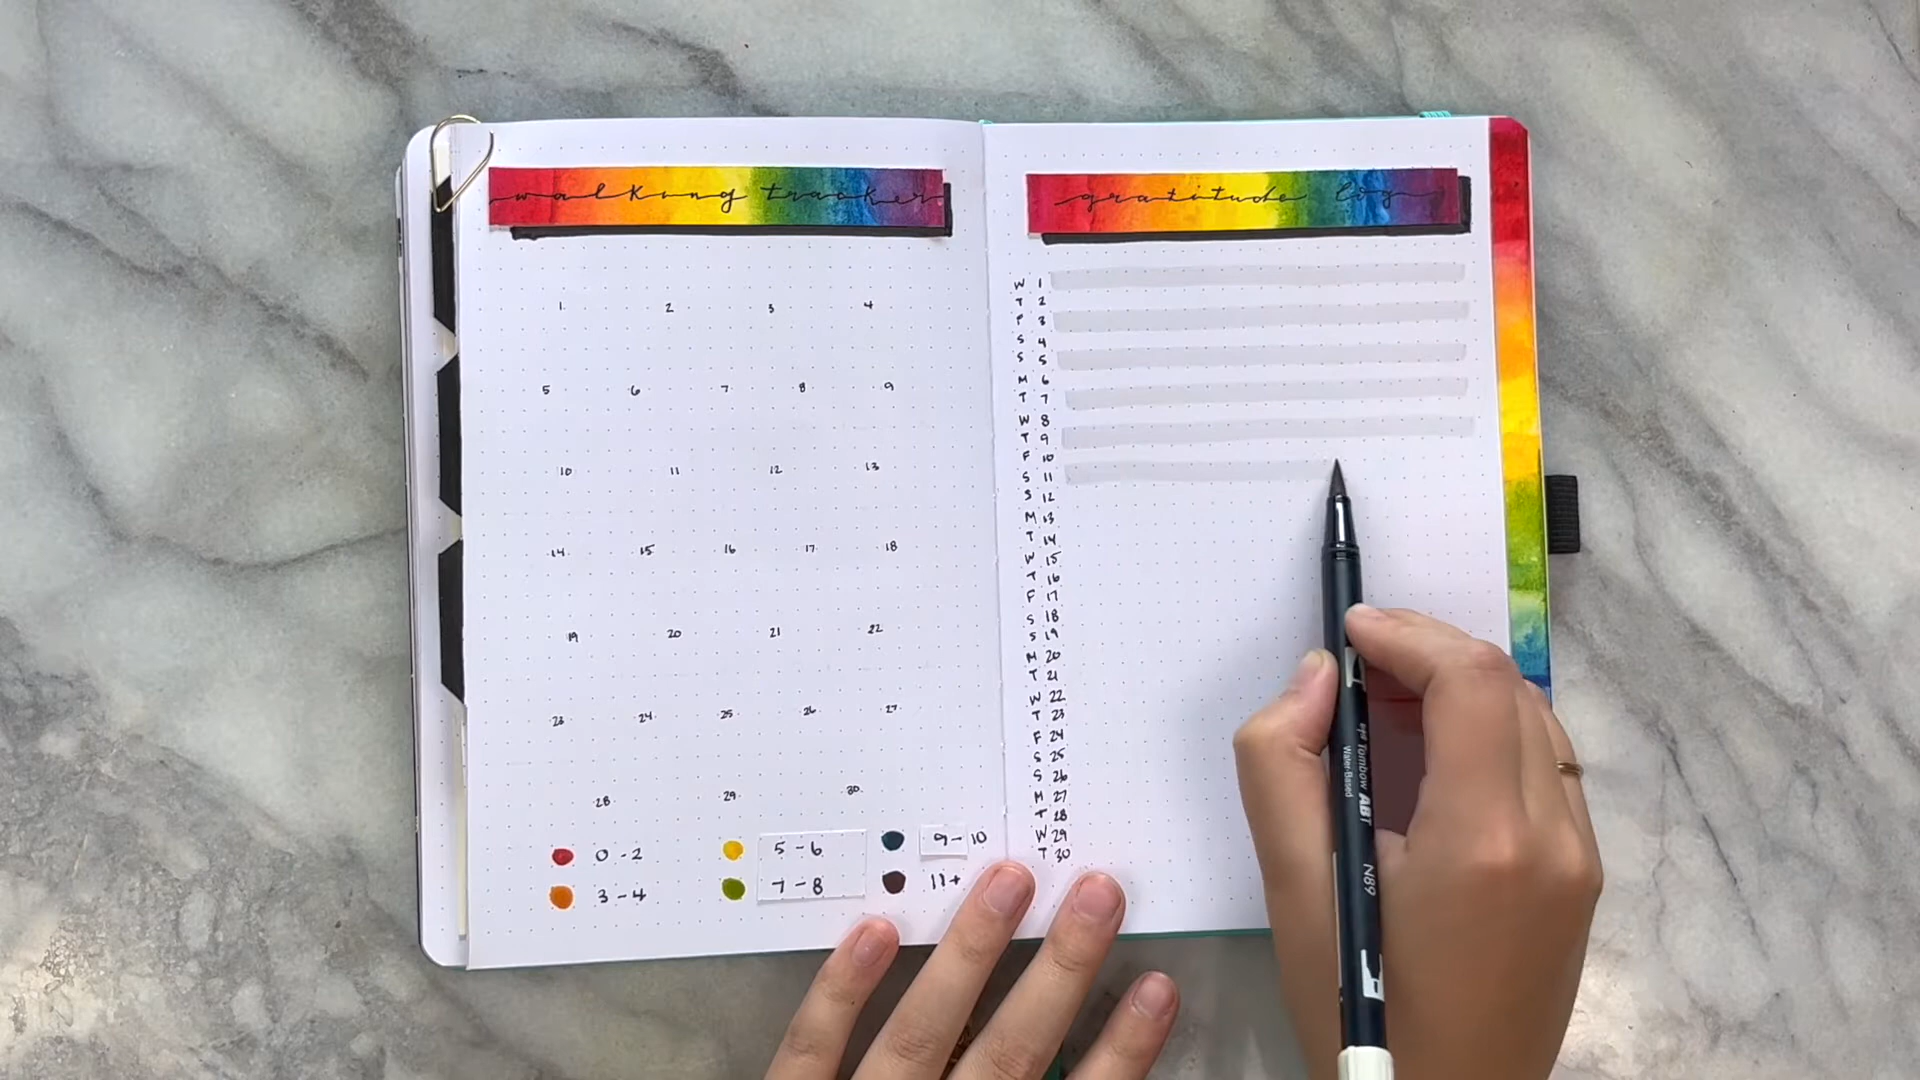 walking tracker
1 2 3 4
5 6 7 8 9
10 11 12 13
14 15 16 17 18
19 20 21 22
23 24 25 26 27
28 29 30
0-2 5-6 9-10
3-4 7-8 11+
gratitude log
W 1
T 2
F 3
S 4
S 5
M 6
T 7
W 8
T 9
F 10
S 11
S 12
M 13
T 14
W 15
T 16
F 17
S 18
S 19
M 20
T 21
W 22
T 23
F 24
S 25
S 26
M 27
T 28
W 29
T 30
Tombow ABT N89
Water-Based